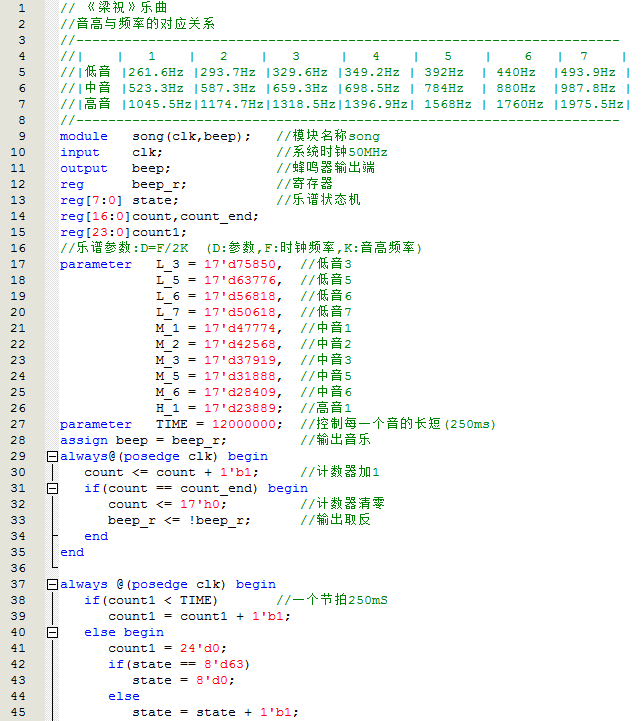 1 // 《梁祝》乐曲
2 //音高与频率的对应关系
3 //--------------------------------------------------------------------
4 //|    |   1    |   2    |    3    |    4    |    5    |   6   |   7   |
5 //|低音 |261.6Hz |293.7Hz |329.6Hz |349.2Hz | 392Hz  | 440Hz  |493.9Hz |
6 //|中音 |523.3Hz |587.3Hz |659.3Hz |698.5Hz | 784Hz  | 880Hz  |987.8Hz |
7 //|高音 |1045.5Hz|1174.7Hz|1318.5Hz|1396.9Hz| 1568Hz | 1760Hz |1975.5Hz|
8 //--------------------------------------------------------------------
9 module   song(clk,beep);   //模块名称song
10 input    clk;              //系统时钟50MHz
11 output   beep;             //蜂鸣器输出端
12 reg      beep_r;           //寄存器
13 reg[7:0] state;            //乐谱状态机
14 reg[16:0]count,count_end;
15 reg[23:0]count1;
16 //乐谱参数:D=F/2K  (D:参数,F:时钟频率,K:音高频率)
17 parameter   L_3 = 17'd75850,  //低音3
18             L_5 = 17'd63776,  //低音5
19             L_6 = 17'd56818,  //低音6
20             L_7 = 17'd50618,  //低音7
21             M_1 = 17'd47774,  //中音1
22             M_2 = 17'd42568,  //中音2
23             M_3 = 17'd37919,  //中音3
24             M_5 = 17'd31888,  //中音5
25             M_6 = 17'd28409,  //中音6
26             H_1 = 17'd23889;  //高音1
27 parameter   TIME = 12000000;  //控制每一个音的长短(250ms)
28 assign beep = beep_r;         //输出音乐
29 always@(posedge clk) begin
30    count <= count + 1'b1;     //计数器加1
31    if(count == count_end) begin
32       count <= 17'h0;         //计数器清零
33       beep_r <= !beep_r;      //输出取反
34    end
35 end
36
37 always @(posedge clk) begin
38    if(count1 < TIME)       //一个节拍250mS
39       count1 = count1 + 1'b1;
40    else begin
41       count1 = 24'd0;
42       if(state == 8'd63)
43          state = 8'd0;
44       else
45          state = state + 1'b1;